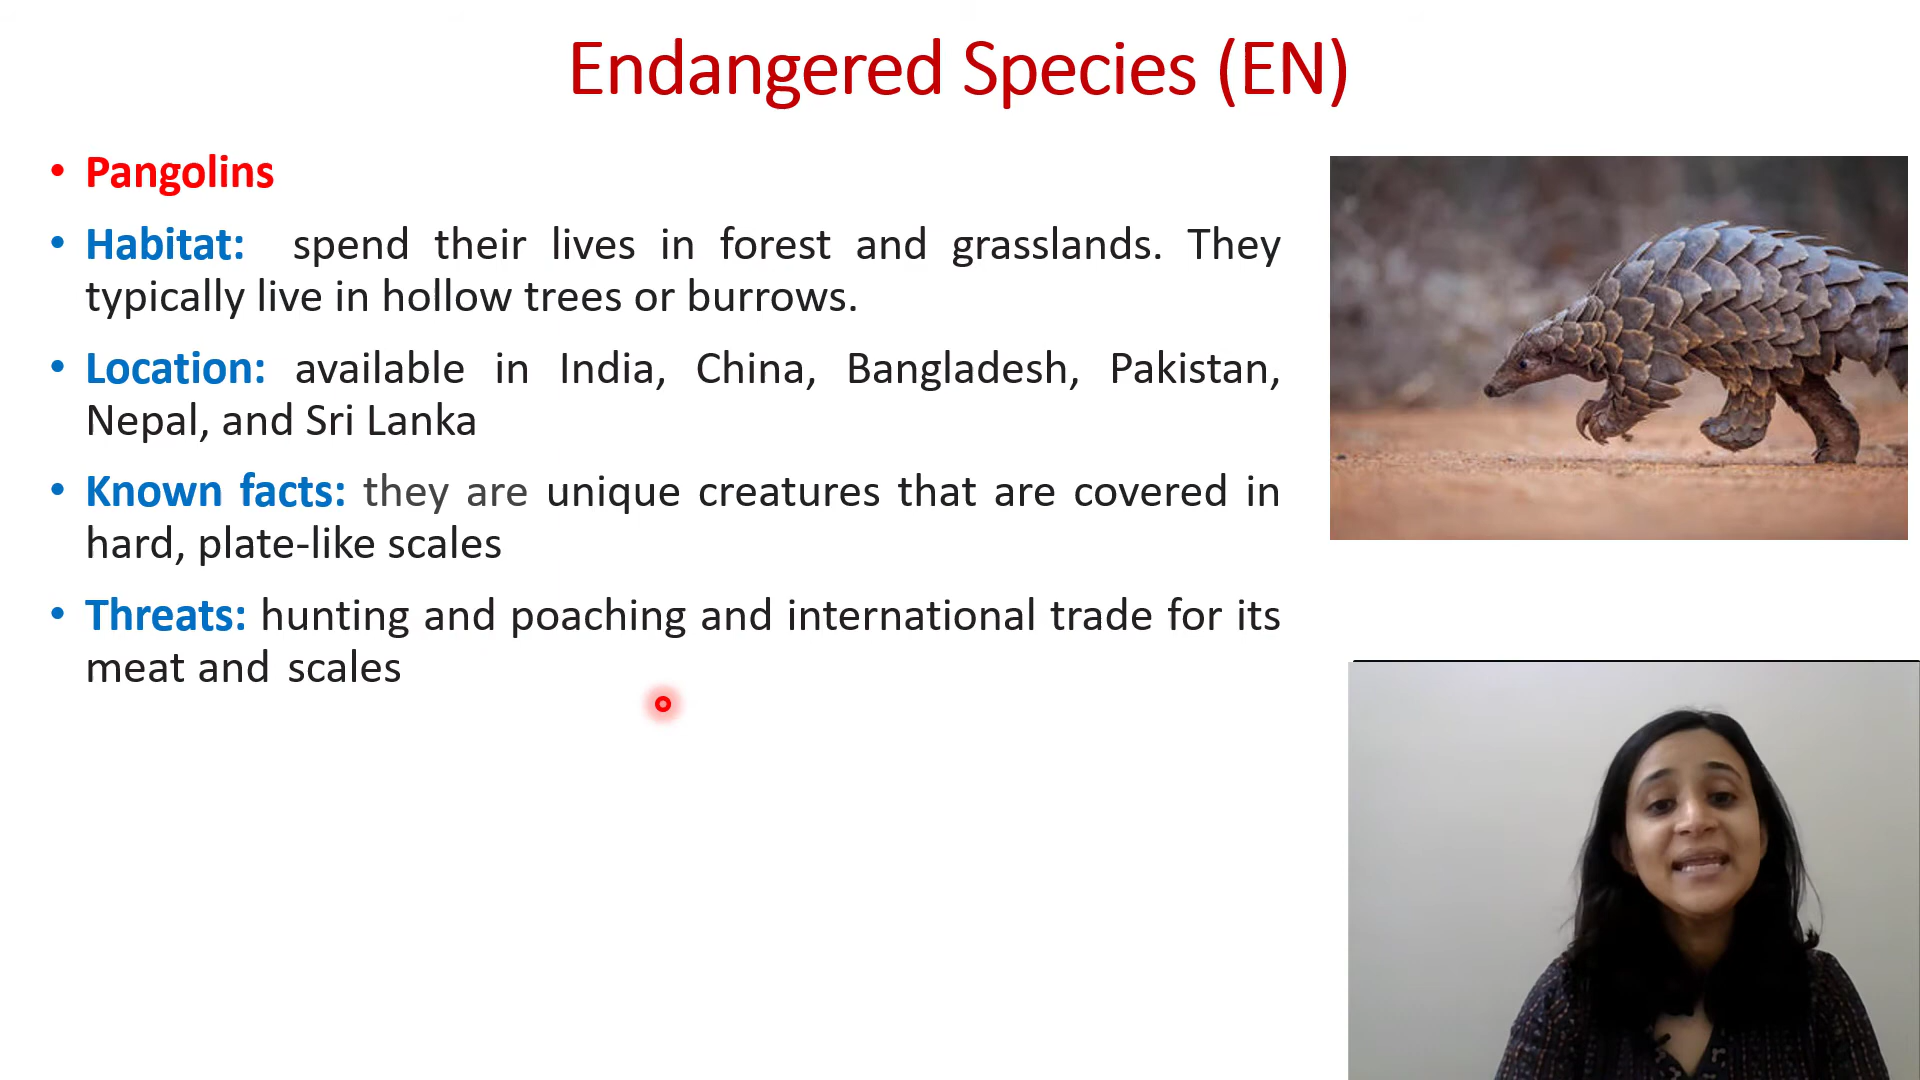 Endangered Species (EN)
• Pangolins
• Habitat: spend their lives in forest and grasslands. They
typically live in hollow trees or burrows.
• Location: available in India, China, Bangladesh, Pakistan,
Nepal, and Sri Lanka
• Known facts: they are unique creatures that are covered in
hard, plate-like scales
• Threats: hunting and poaching and international trade for its
meat and scales